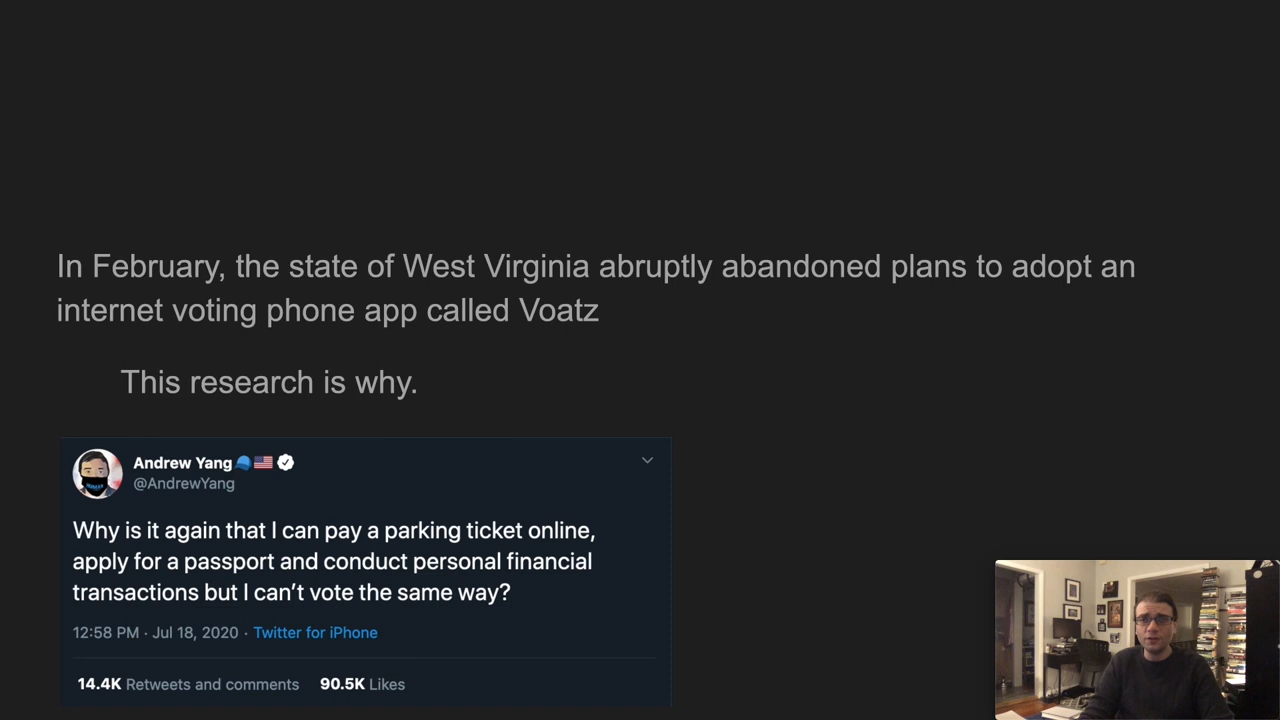 In February, the state of West Virginia abruptly abandoned plans to adopt an
internet voting phone app called Voatz
This research is why.
Andrew Yang🧢🇺🇸
@AndrewYang
Why is it again that I can pay a parking ticket online,
apply for a passport and conduct personal financial
transactions but I can’t vote the same way?
12:58 PM · Jul 18, 2020 · Twitter for iPhone
14.4K Retweets and comments 90.5K Likes